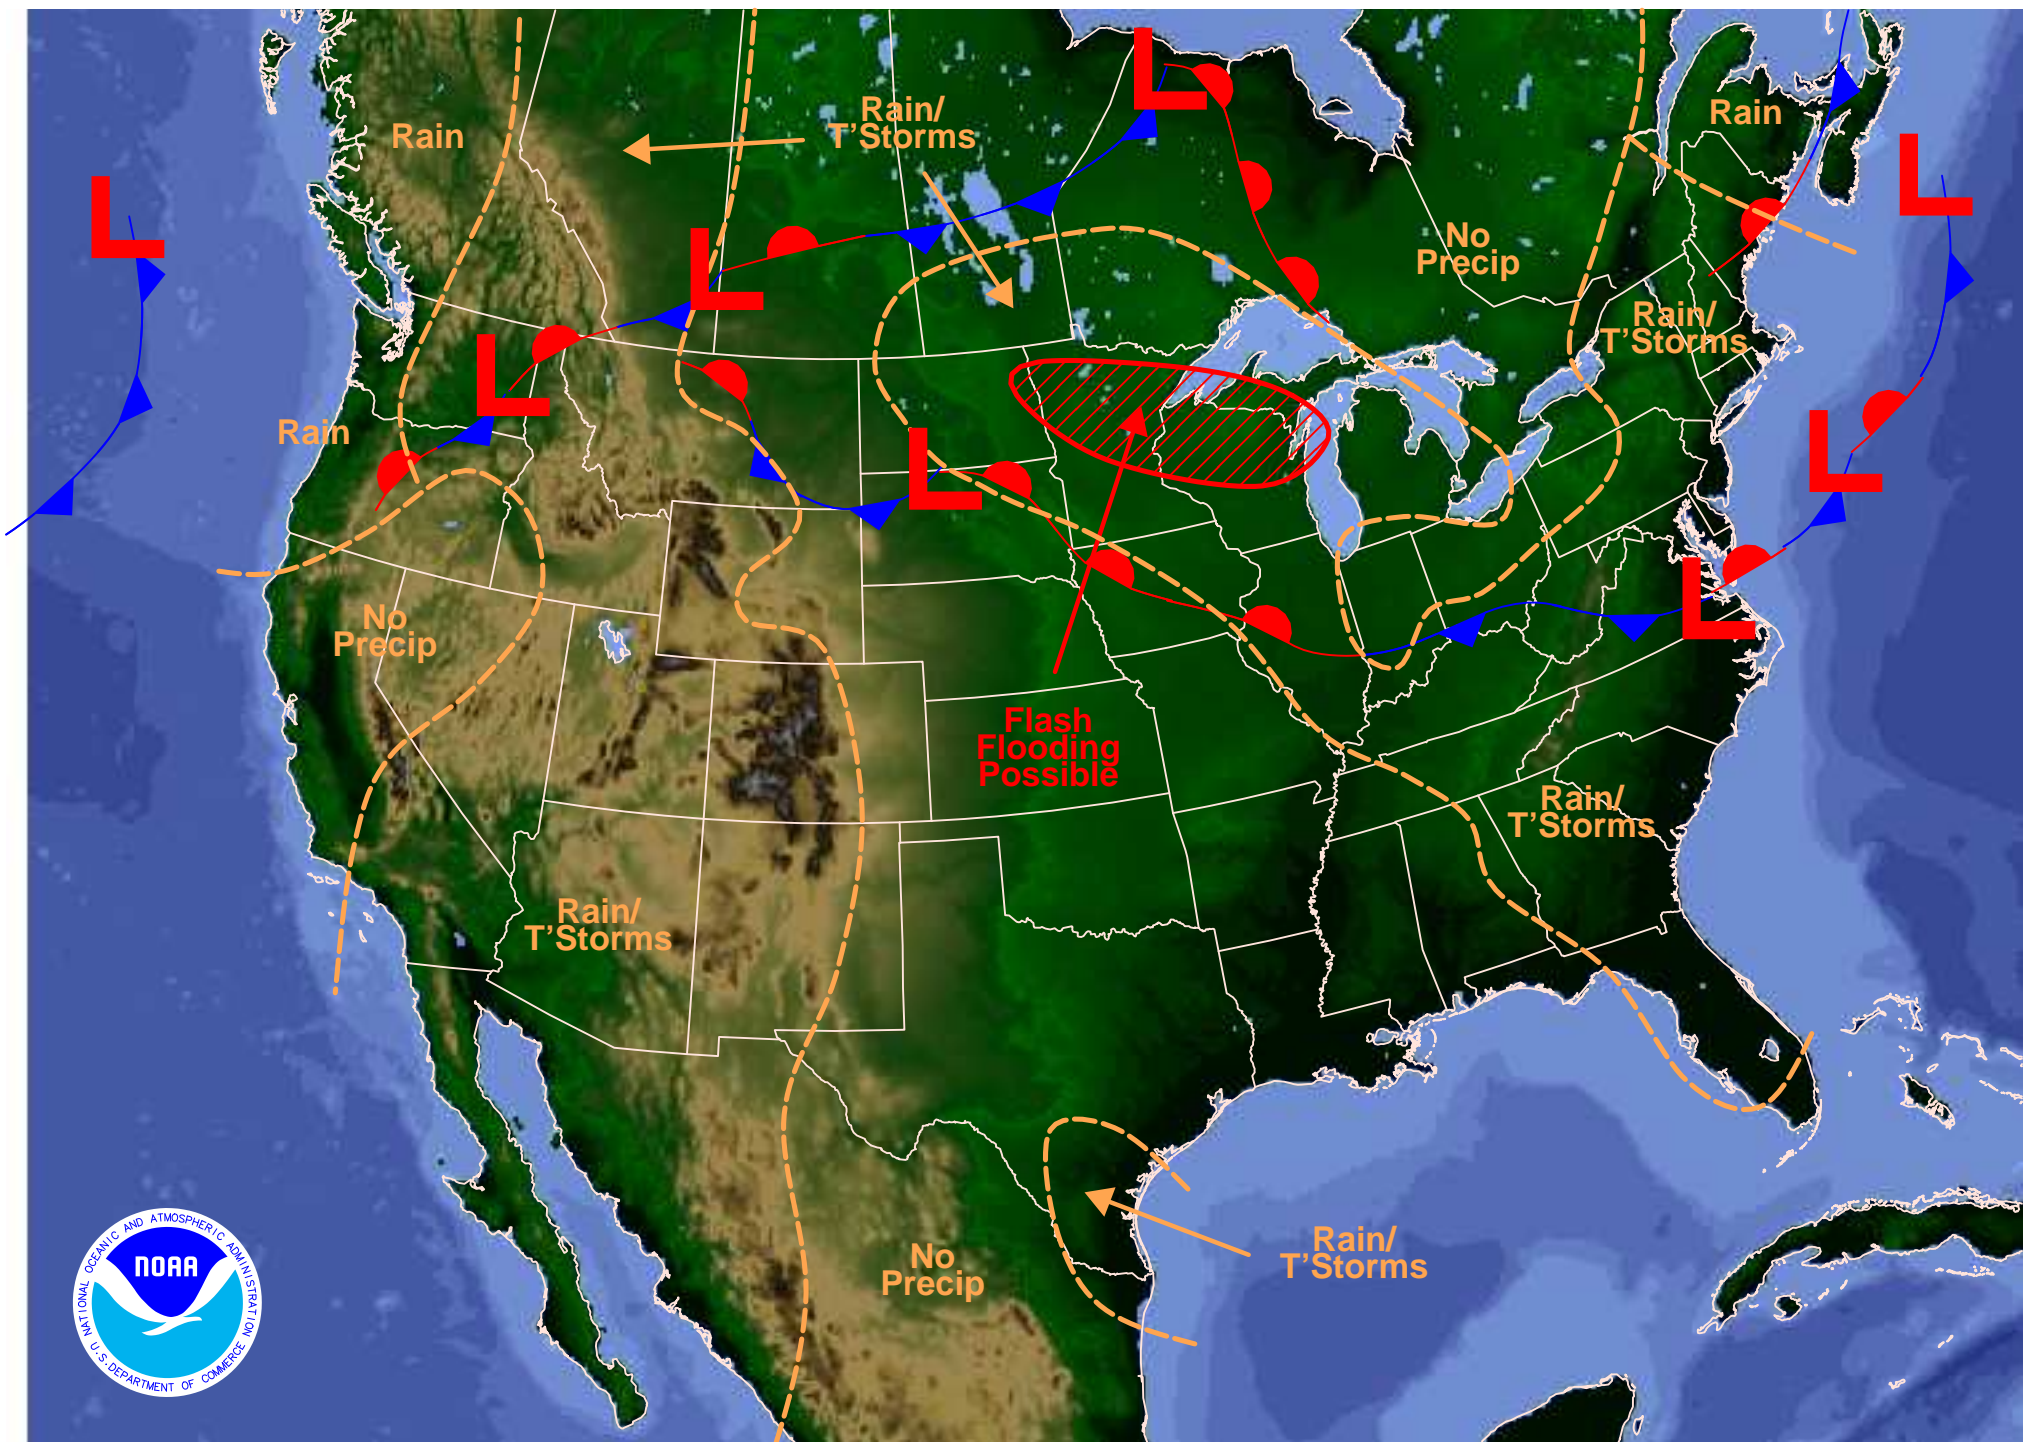 L
Rain/
T'Storms
Rain
Rain
L
L
L
No
Precip
L
Rain/
T'Storms
L
Rain
L
L
L
No
Precip
Flash
Flooding
Possible
Rain/
T'Storms
Rain/
T'Storms
No
Precip
Rain/
T'Storms
NATIONAL OCEANIC AND ATMOSPHERIC ADMINISTRATION
NOAA
U.S. DEPARTMENT OF COMMERCE